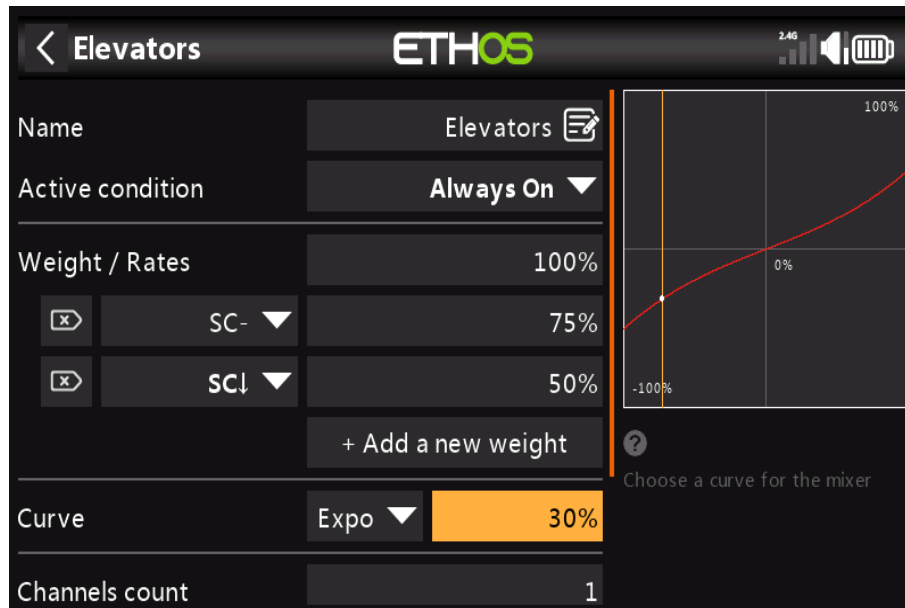 Elevators
ETHOS
2.4G
Name
Elevators
Active condition
Always On
Weight / Rates
100%
SC-
75%
SC↓
50%
+ Add a new weight
Curve
Expo
30%
Channels count
1
100%
0%
-100%
?
Choose a curve for the mixer